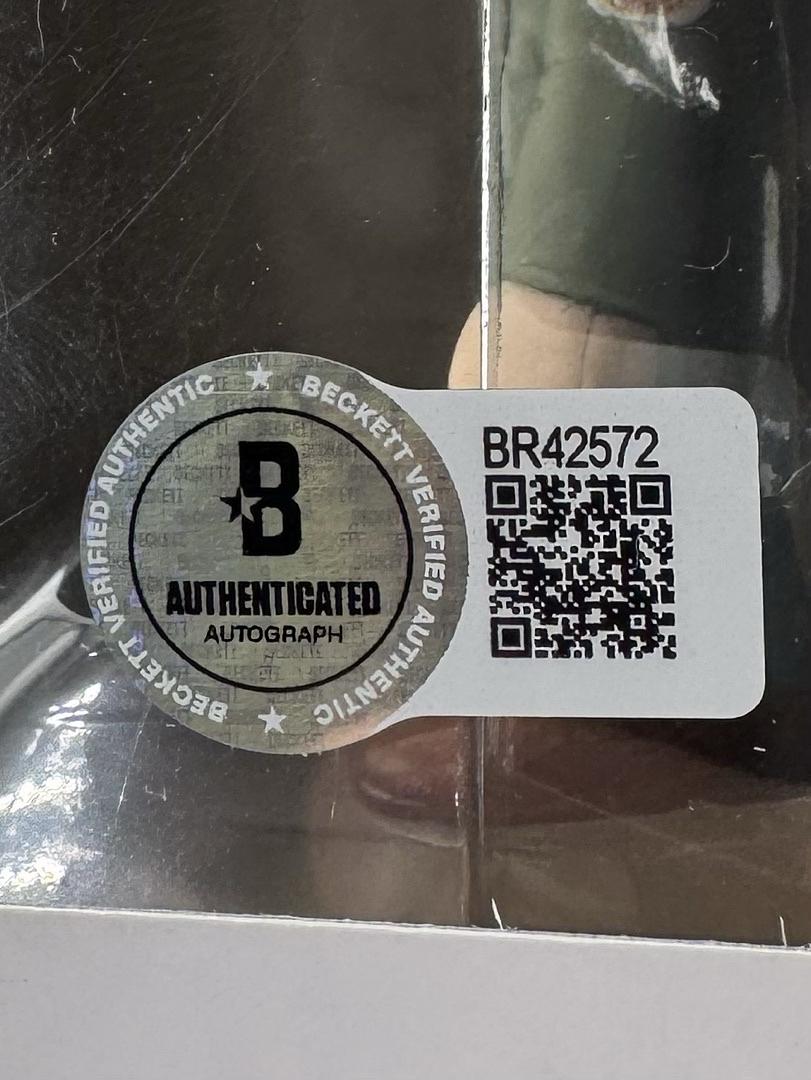 BECKETT VERIFIED AUTHENTIC
BECKETT VERIFIED AUTHENTIC
B
AUTHENTICATED
AUTOGRAPH
BR42572